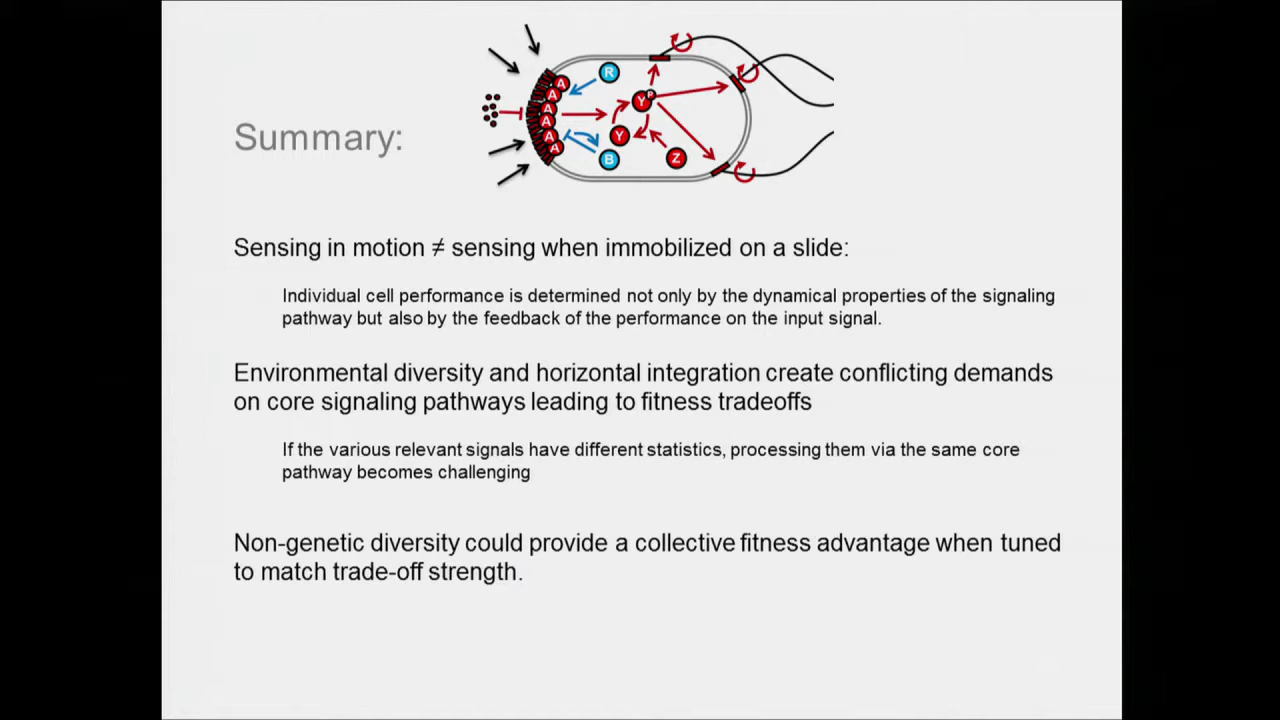 R
A
A
A
A
A
A
Y P
Y
B
Z
Summary:
Sensing in motion ≠ sensing when immobilized on a slide:
Individual cell performance is determined not only by the dynamical properties of the signaling
pathway but also by the feedback of the performance on the input signal.
Environmental diversity and horizontal integration create conflicting demands
on core signaling pathways leading to fitness tradeoffs
If the various relevant signals have different statistics, processing them via the same core
pathway becomes challenging
Non-genetic diversity could provide a collective fitness advantage when tuned
to match trade-off strength.